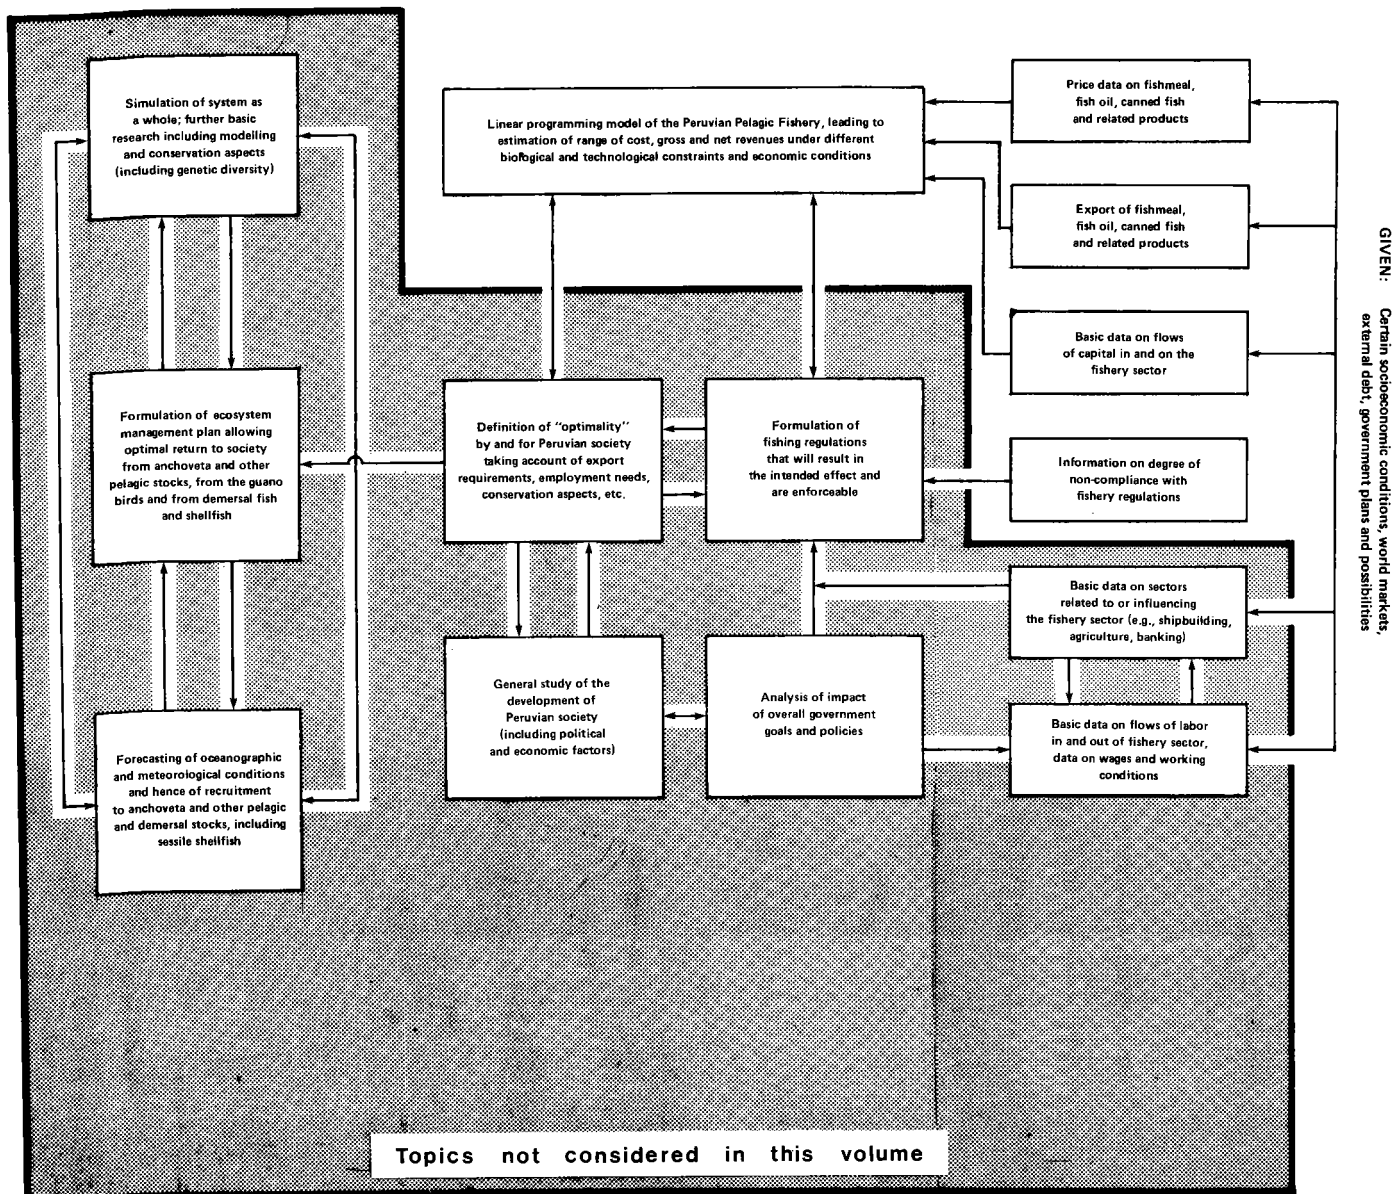 Simulation of system as
a whole; further basic
research including modelling
and conservation aspects
(including genetic diversity)
Formulation of ecosystem
management plan allowing
optimal return to society
from anchoveta and other
pelagic stocks, from the guano
birds and from demersal fish
and shellfish
Forecasting of oceanographic
and meteorological conditions
and hence of recruitment
to anchoveta and other pelagic
and demersal stocks, including
sessile shellfish
Linear programming model of the Peruvian Pelagic Fishery, leading to
estimation of range of cost, gross and net revenues under different
biological and technological constraints and economic conditions
Definition of "optimality"
by and for Peruvian society
taking account of export
requirements, employment needs,
conservation aspects, etc.
Formulation of
fishing regulations
that will result in
the intended effect and
are enforceable
General study of the
development of
Peruvian society
(including political
and economic factors)
Analysis of impact
of overall government
goals and policies
Price data on fishmeal,
fish oil, canned fish
and related products
Export of fishmeal,
fish oil, canned fish
and related products
Basic data on flows
of capital in and on the
fishery sector
Information on degree of
non-compliance with
fishery regulations
Basic data on sectors
related to or influencing
the fishery sector (e.g., shipbuilding,
agriculture, banking)
Basic data on flows of labor
in and out of fishery sector,
data on wages and working
conditions
GIVEN: Certain socioeconomic conditions, world markets,
external debt, government plans and possibilities
Topics not considered in this volume